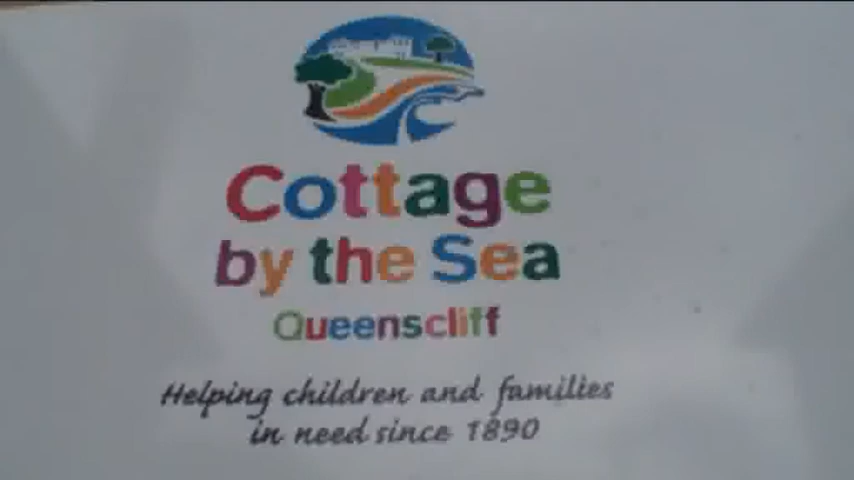 Cottage
by the Sea
Queenscliff
Helping children and families
in need since 1890